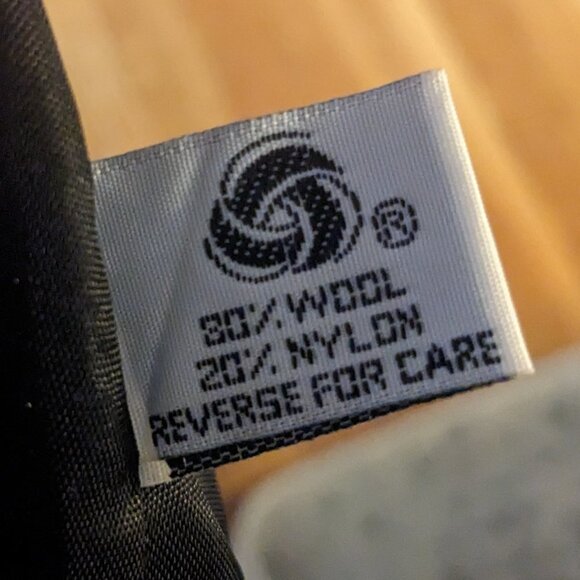 ®
80% WOOL
20% NYLON
REVERSE FOR CARE